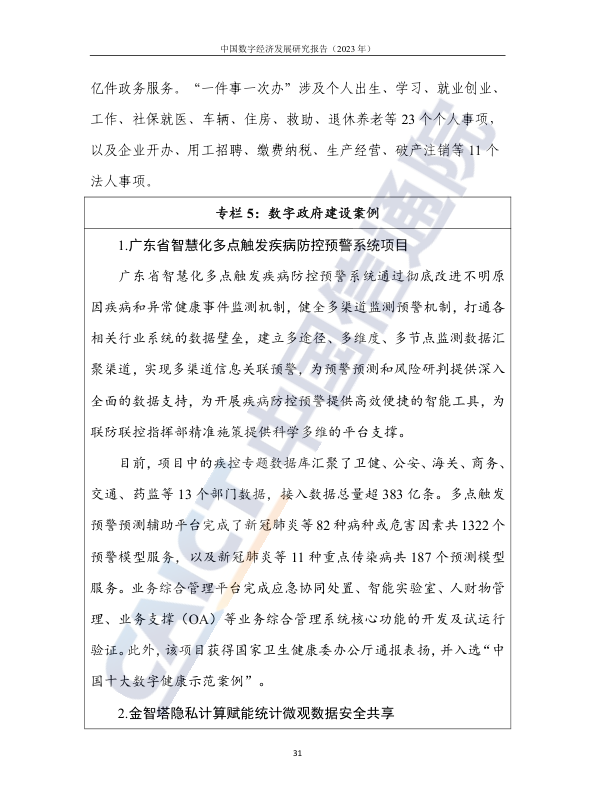 中国数字经济发展研究报告（2023 年）
亿件政务服务。“一件事一次办”涉及个人出生、学习、就业创业、
工作、社保就医、车辆、住房、救助、退休养老等 23 个个人事项，
以及企业开办、用工招聘、缴费纳税、生产经营、破产注销等 11 个
法人事项。
专栏 5：数字政府建设案例
1.广东省智慧化多点触发疾病防控预警系统项目
广东省智慧化多点触发疾病防控预警系统通过彻底改进不明原
因疾病和异常健康事件监测机制，健全多渠道监测预警机制，打通各
相关行业系统的数据壁垒，建立多途径、多维度、多节点监测数据汇
聚渠道，实现多渠道信息关联预警，为预警预测和风险研判提供深入
全面的数据支持，为开展疾病防控预警提供高效便捷的智能工具，为
联防联控指挥部精准施策提供科学多维的平台支撑。
目前，项目中的疾控专题数据库汇聚了卫健、公安、海关、商务、
交通、药监等 13 个部门数据，接入数据总量超 383 亿条。多点触发
预警预测辅助平台完成了新冠肺炎等 82 种病种或危害因素共 1322 个
预警模型服务，以及新冠肺炎等 11 种重点传染病共 187 个预测模型
服务。业务综合管理平台完成应急协同处置、智能实验室、人财物管
理、业务支撑（OA）等业务综合管理系统核心功能的开发及试运行
验证。此外，该项目获得国家卫生健康委办公厅通报表扬，并入选“中
国十大数字健康示范案例”。
2.金智塔隐私计算赋能统计微观数据安全共享
31
CAICT 中国信通院